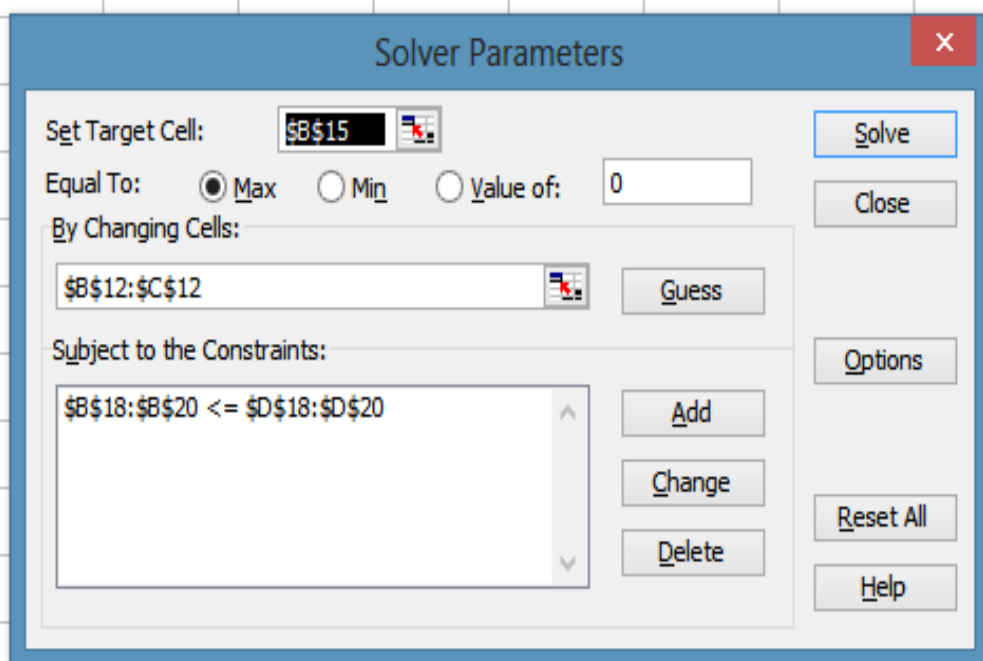 Solver Parameters
x
Set Target Cell: $B$15 Solve
Equal To: Max Min Value of: 0
Close
By Changing Cells:
$B$12:$C$12 Guess
Subject to the Constraints:
Options
$B$18:$B$20 <= $D$18:$D$20 Add
Change
Reset All
Delete
Help